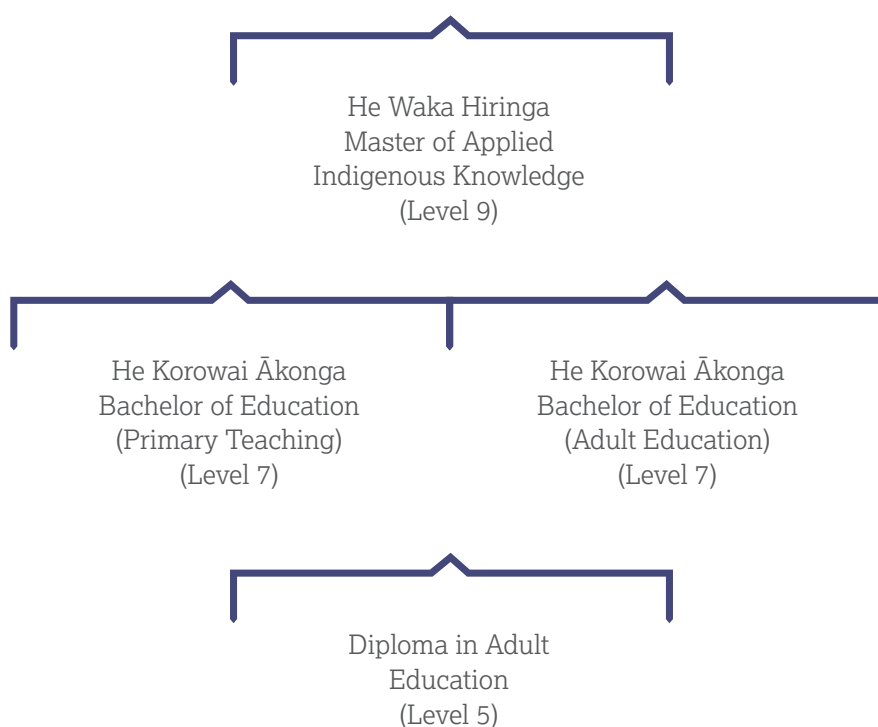 He Waka Hiringa
Master of Applied
Indigenous Knowledge
(Level 9)
He Korowai Ākonga
Bachelor of Education
(Primary Teaching)
(Level 7)
He Korowai Ākonga
Bachelor of Education
(Adult Education)
(Level 7)
Diploma in Adult
Education
(Level 5)